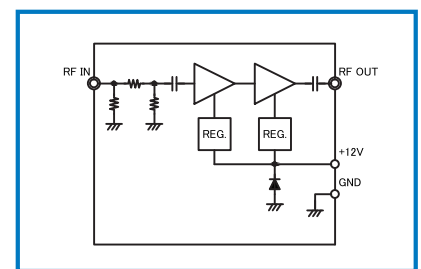 RF IN
RF OUT
REG.
REG.
+12V
GND